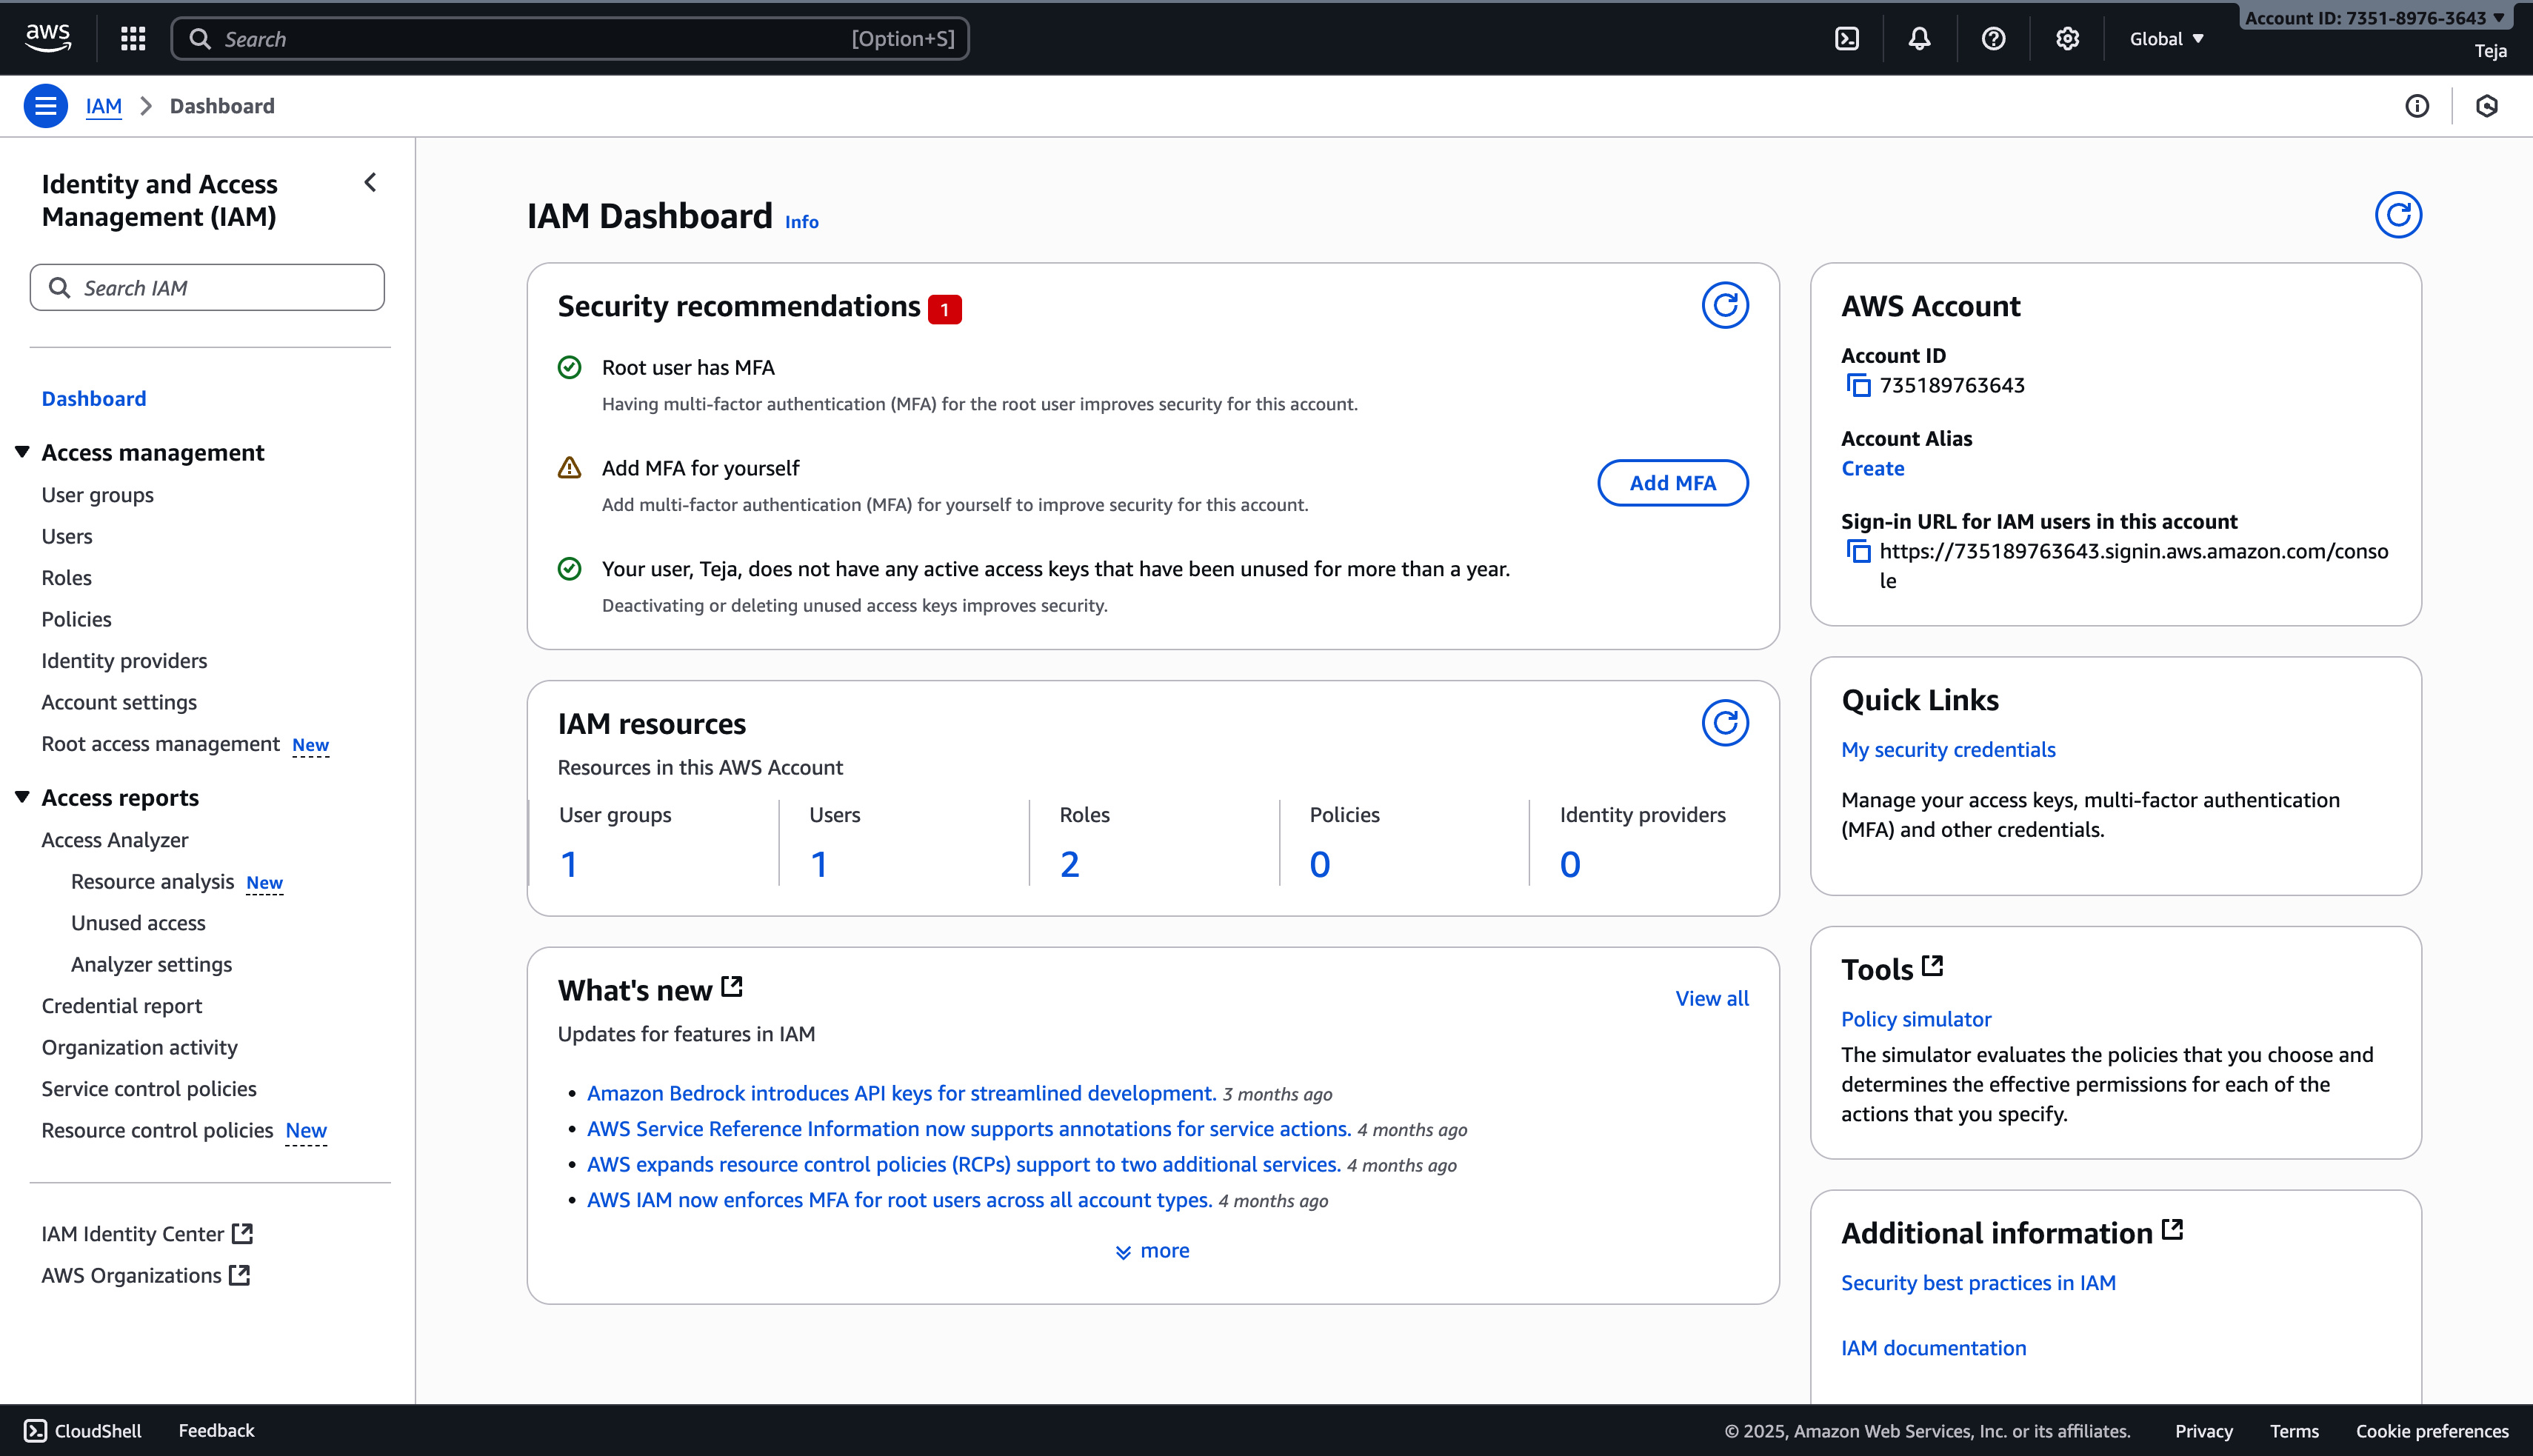 aws
Search
[Option+S]
Global
Account ID: 7351-8976-3643
Teja
IAM
Dashboard
Identity and Access
Management (IAM)
Search IAM
Dashboard
Access management
User groups
Users
Roles
Policies
Identity providers
Account settings
Root access management New
Access reports
Access Analyzer
Resource analysis New
Unused access
Analyzer settings
Credential report
Organization activity
Service control policies
Resource control policies New
IAM Identity Center
AWS Organizations
IAM Dashboard Info
Security recommendations 1
Root user has MFA
Having multi-factor authentication (MFA) for the root user improves security for this account.
Add MFA for yourself
Add multi-factor authentication (MFA) for yourself to improve security for this account.
Add MFA
Your user, Teja, does not have any active access keys that have been unused for more than a year.
Deactivating or deleting unused access keys improves security.
IAM resources
Resources in this AWS Account
User groups
1
Users
1
Roles
2
Policies
0
Identity providers
0
What's new
View all
Updates for features in IAM
Amazon Bedrock introduces API keys for streamlined development. 3 months ago
AWS Service Reference Information now supports annotations for service actions. 4 months ago
AWS expands resource control policies (RCPs) support to two additional services. 4 months ago
AWS IAM now enforces MFA for root users across all account types. 4 months ago
more
AWS Account
Account ID
735189763643
Account Alias
Create
Sign-in URL for IAM users in this account
https://735189763643.signin.aws.amazon.com/conso
le
Quick Links
My security credentials
Manage your access keys, multi-factor authentication
(MFA) and other credentials.
Tools
Policy simulator
The simulator evaluates the policies that you choose and
determines the effective permissions for each of the
actions that you specify.
Additional information
Security best practices in IAM
IAM documentation
CloudShell
Feedback
© 2025, Amazon Web Services, Inc. or its affiliates.
Privacy
Terms
Cookie preferences